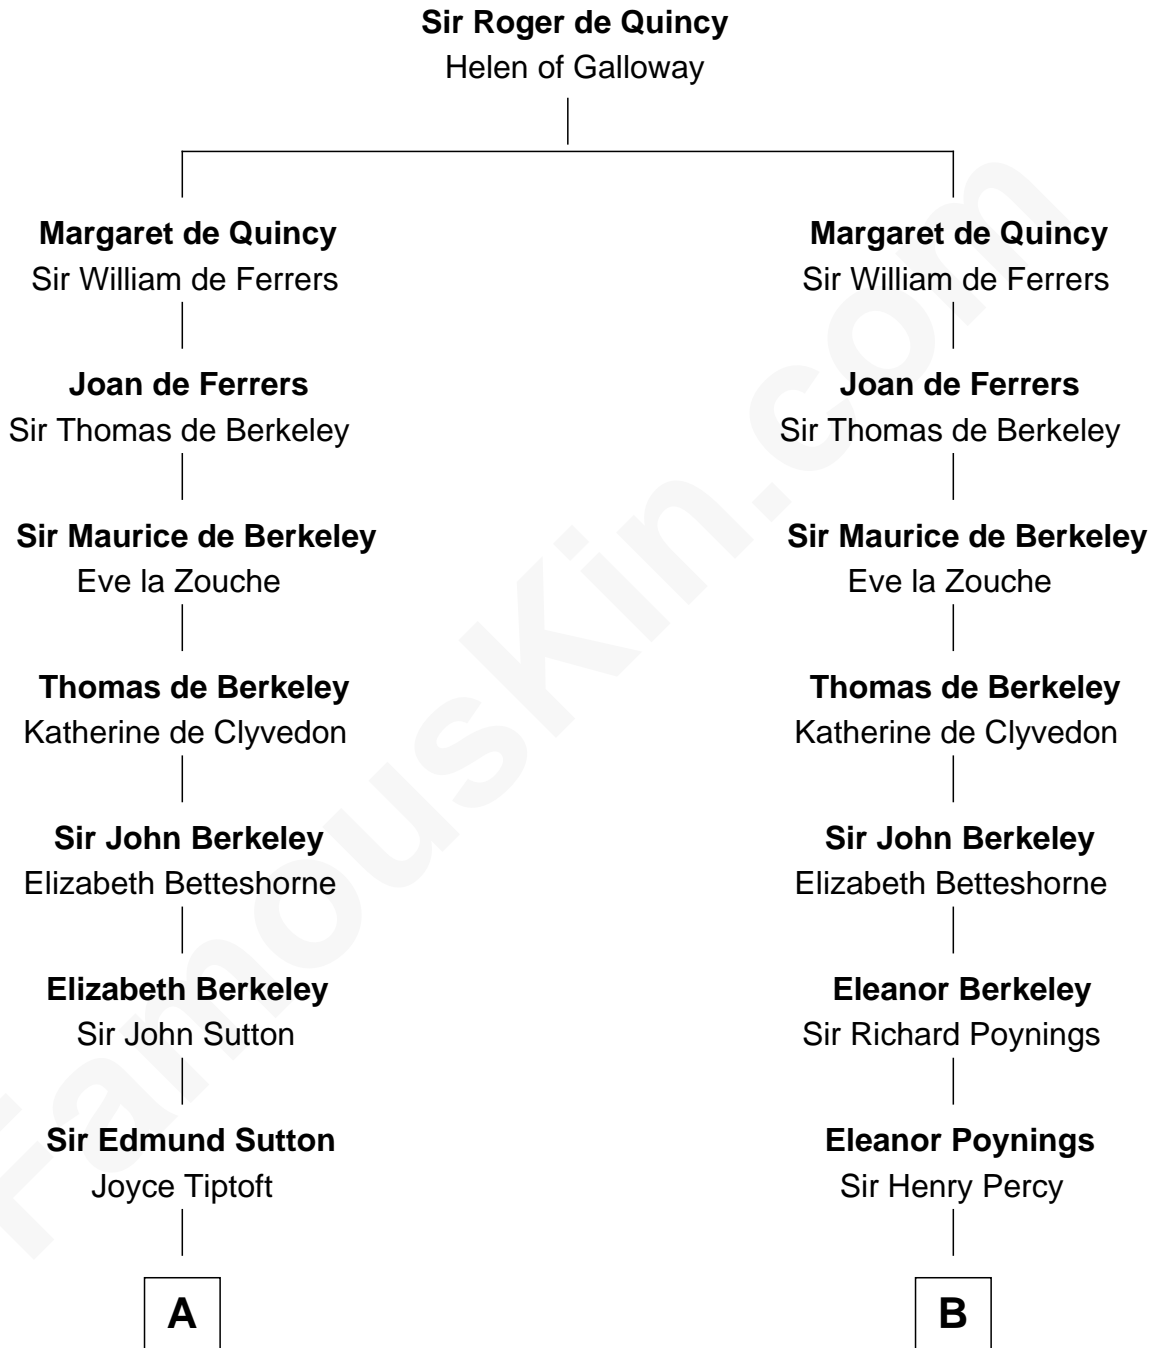 Sir Roger de Quincy
Helen of Galloway
Margaret de Quincy
Sir William de Ferrers
Margaret de Quincy
Sir William de Ferrers
Joan de Ferrers
Sir Thomas de Berkeley
Joan de Ferrers
Sir Thomas de Berkeley
Sir Maurice de Berkeley
Eve la Zouche
Sir Maurice de Berkeley
Eve la Zouche
Thomas de Berkeley
Katherine de Clyvedon
Thomas de Berkeley
Katherine de Clyvedon
Sir John Berkeley
Elizabeth Betteshorne
Sir John Berkeley
Elizabeth Betteshorne
Elizabeth Berkeley
Sir John Sutton
Eleanor Berkeley
Sir Richard Poynings
Sir Edmund Sutton
Joyce Tiptoft
Eleanor Poynings
Sir Henry Percy
A
B
FamousKin.com